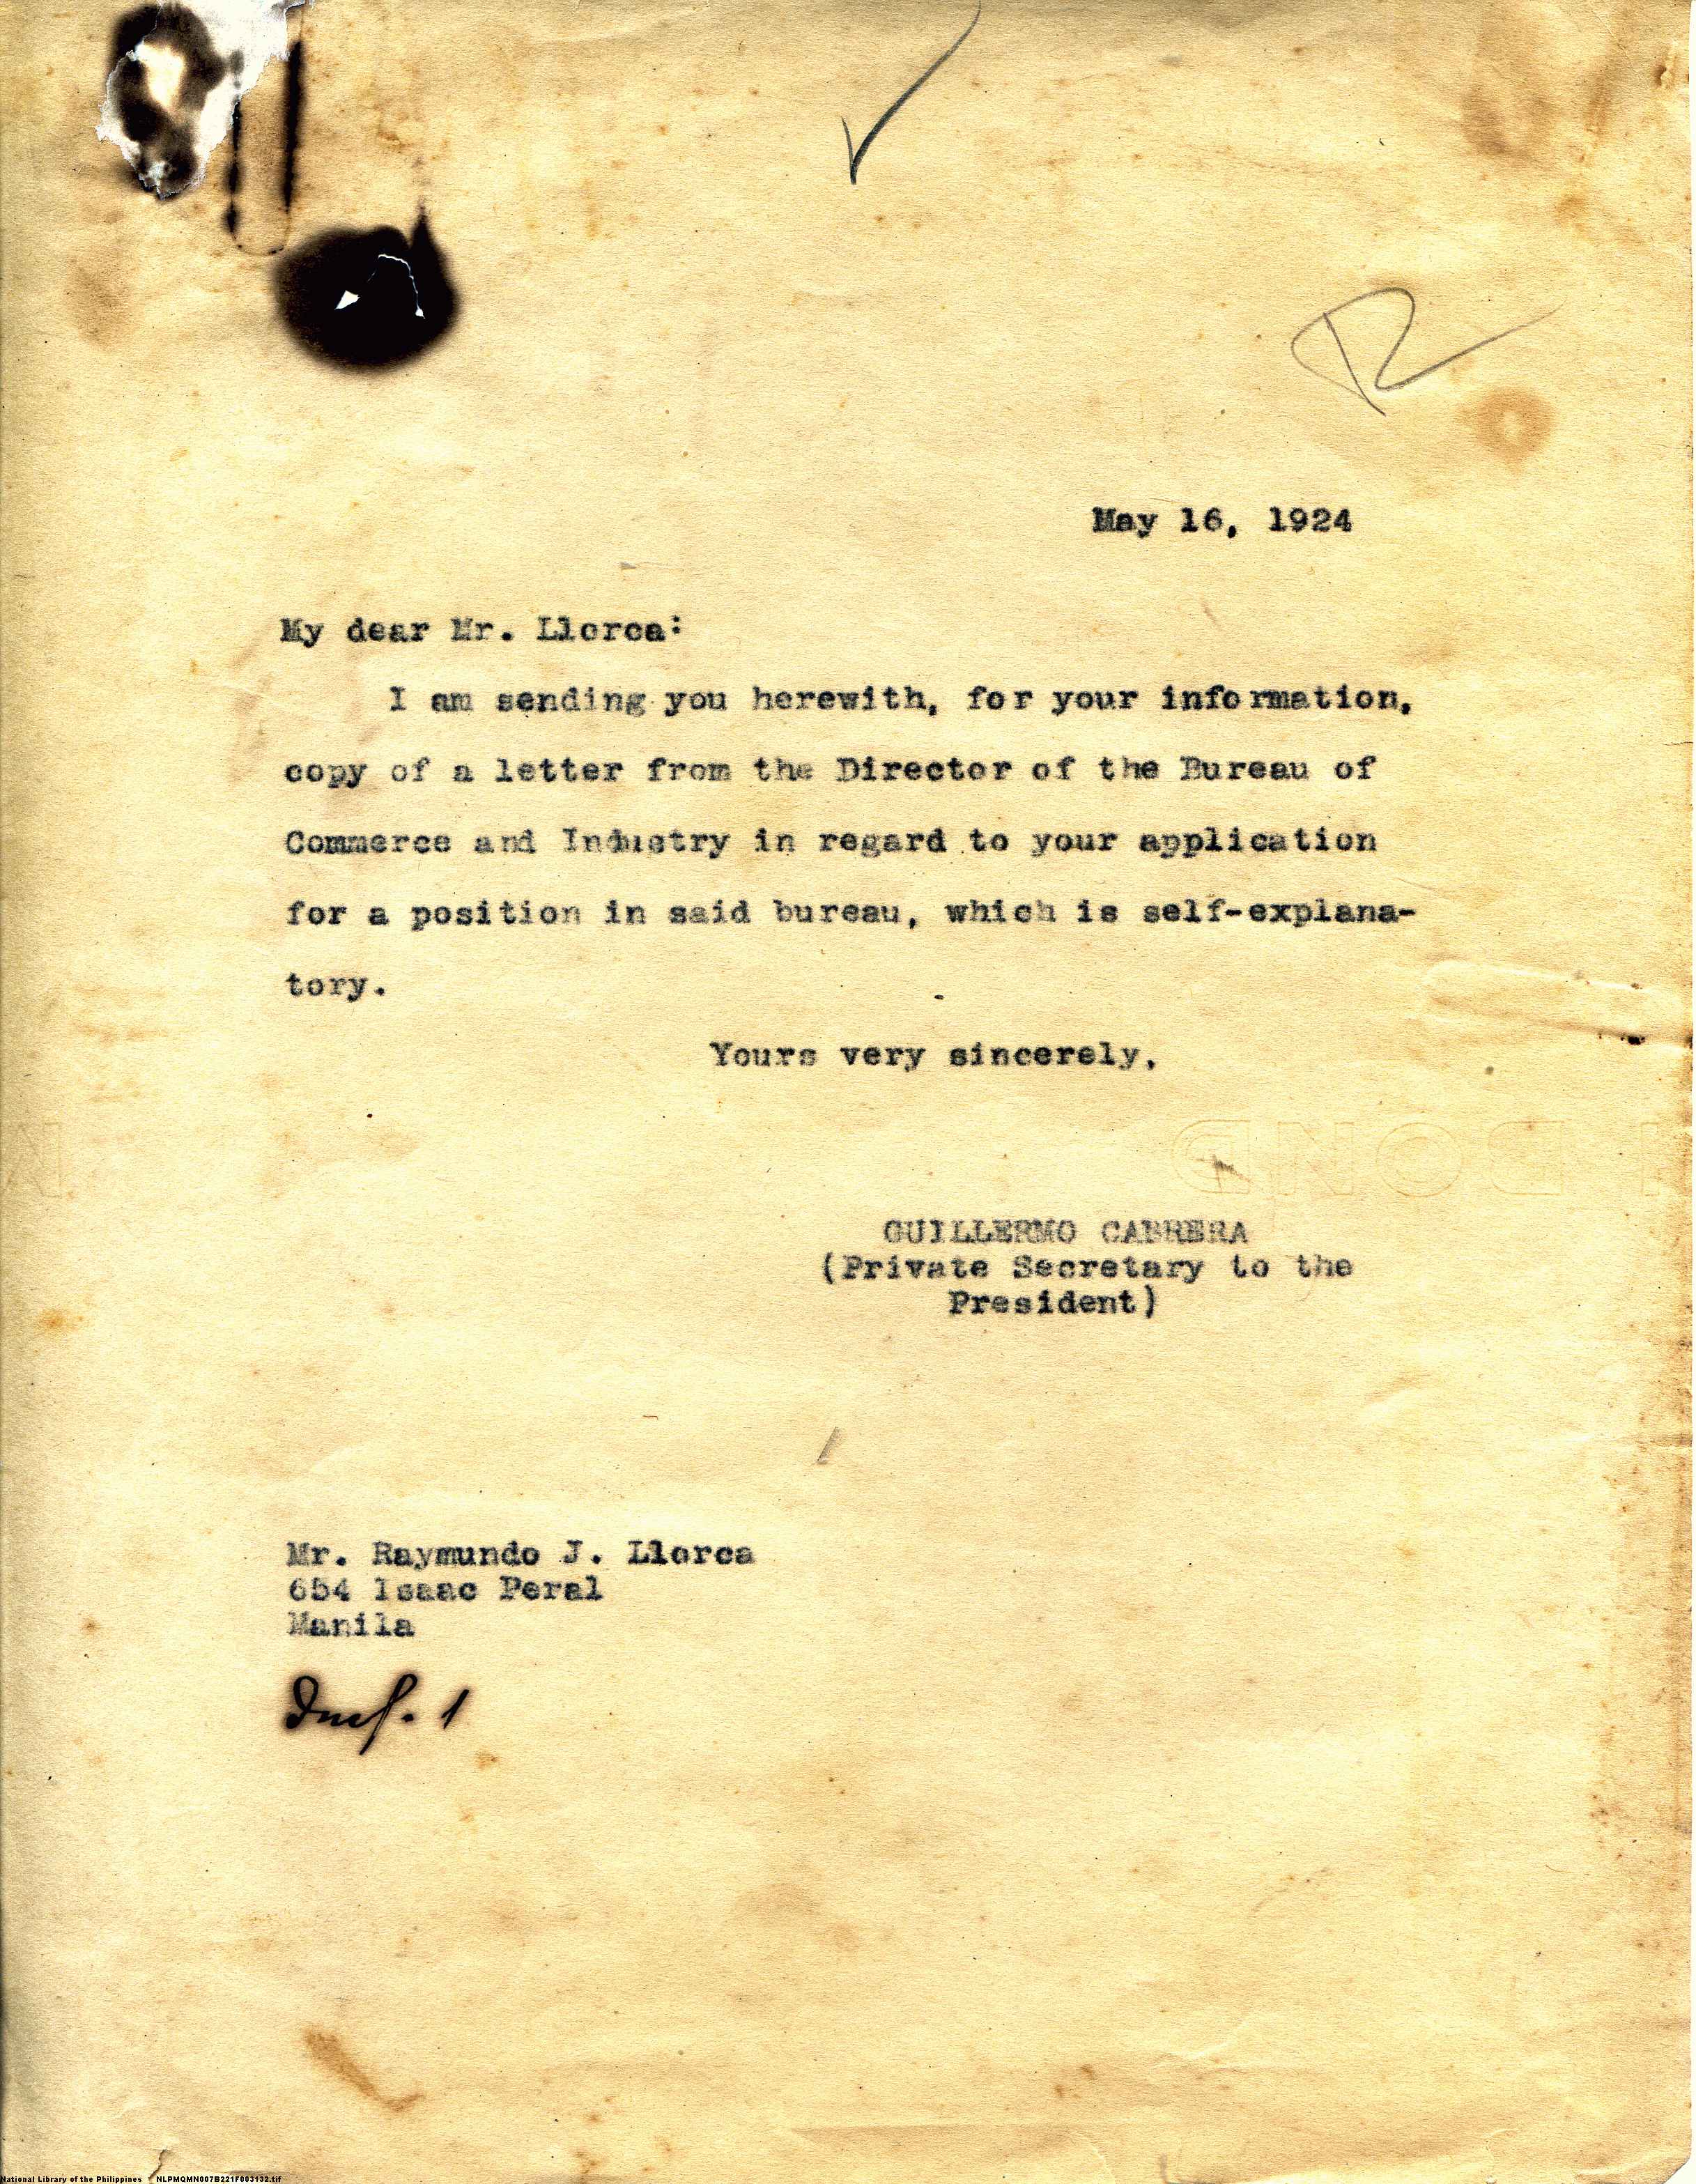 R
May 16, 1924
My dear Mr. Llorca:
I am sending you herewith, for your information,
copy of a letter from the Director of the Bureau of
Commerce and Industry in regard to your application
for a position in said bureau, which is self-explana-
tory.
Yours very sincerely,
BOND
GUILLERMO CABRERA
(Private Secretary to the
President)
Mr. Raymundo J. Llorca
654 Isaac Peral
Manila
Incl. 1
National Library of the Philippines NLPMQMN007B221F003132.tif